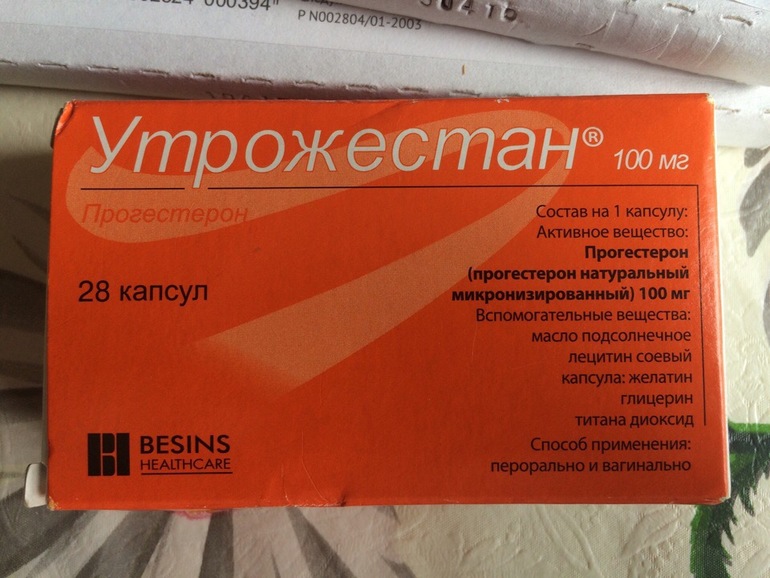 000394"
P N002804/01-2003
Утрожестан® 100 мг
Прогестерон
28 капсул
Состав на 1 капсулу:
Активное вещество:
Прогестерон
(прогестерон натуральный
микронизированный) 100 мг
Вспомогательные вещества:
масло подсолнечное
лецитин соевый
капсула: желатин
глицерин
титана диоксид
Способ применения:
перорально и вагинально
BESINS
HEALTHCARE